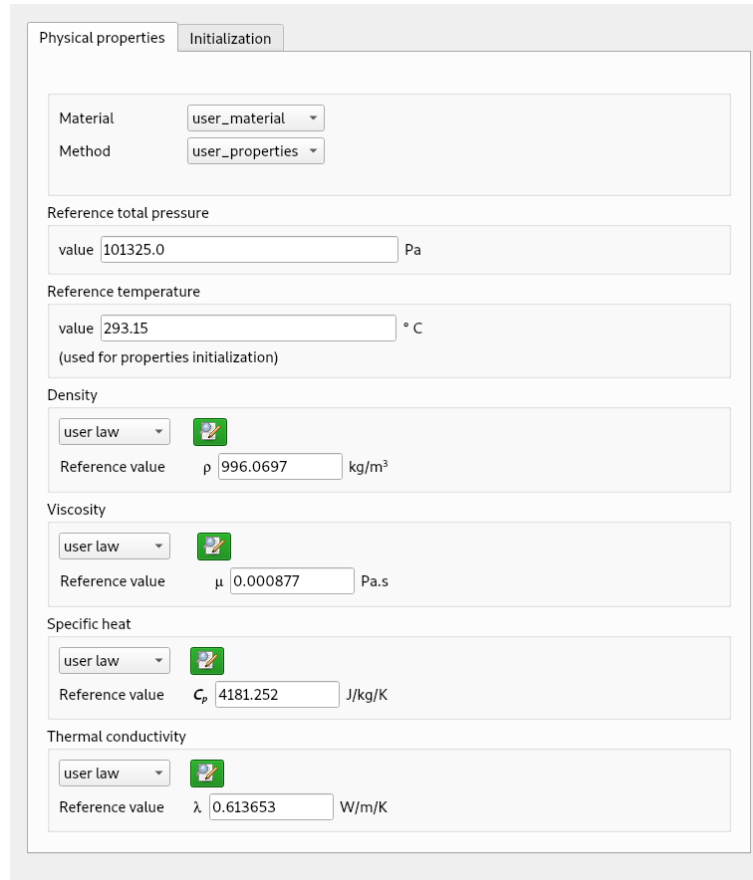 Physical properties Initialization
Material user_material
Method user_properties
Reference total pressure
value 101325.0 Pa
Reference temperature
value 293.15 ° C
(used for properties initialization)
Density
user law
Reference value ρ 996.0697 kg/m³
Viscosity
user law
Reference value μ 0.000877 Pa.s
Specific heat
user law
Reference value Cₚ 4181.252 J/kg/K
Thermal conductivity
user law
Reference value λ 0.613653 W/m/K